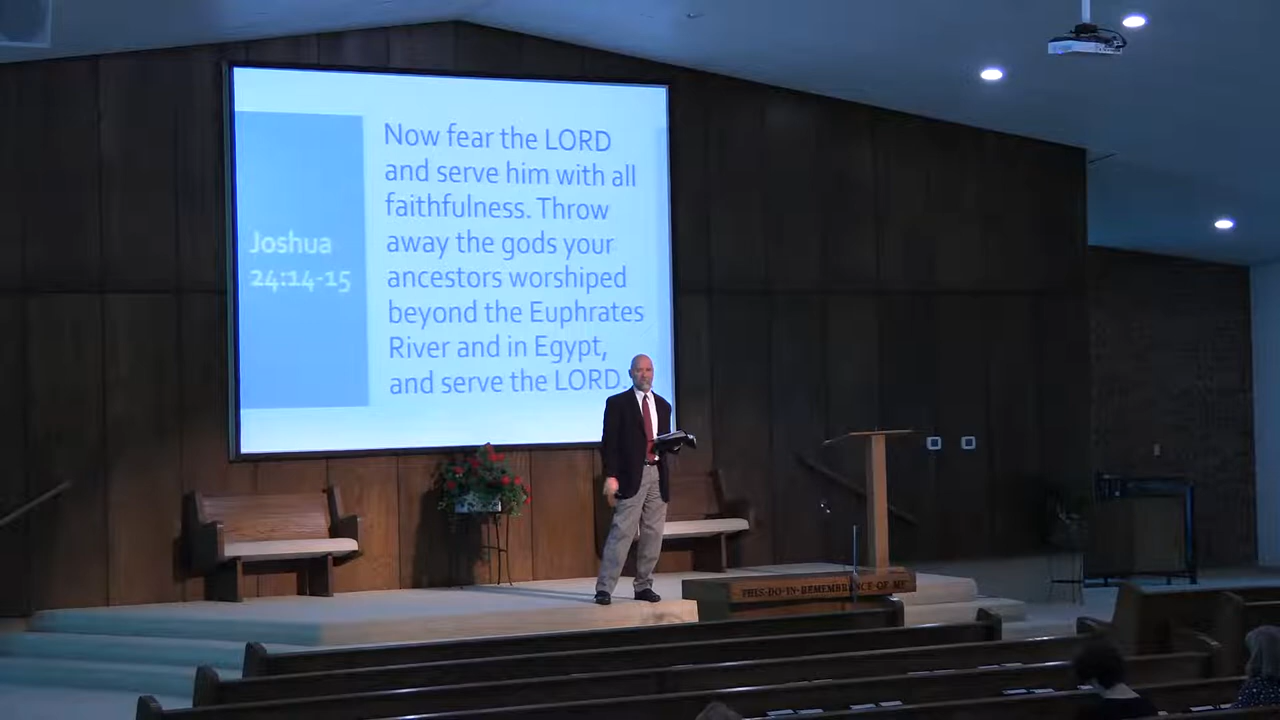 Joshua
24:14-15
Now fear the LORD
and serve him with all
faithfulness. Throw
away the gods your
ancestors worshiped
beyond the Euphrates
River and in Egypt,
and serve the LORD.
THIS·DO·IN·REMEMBRANCE OF ME